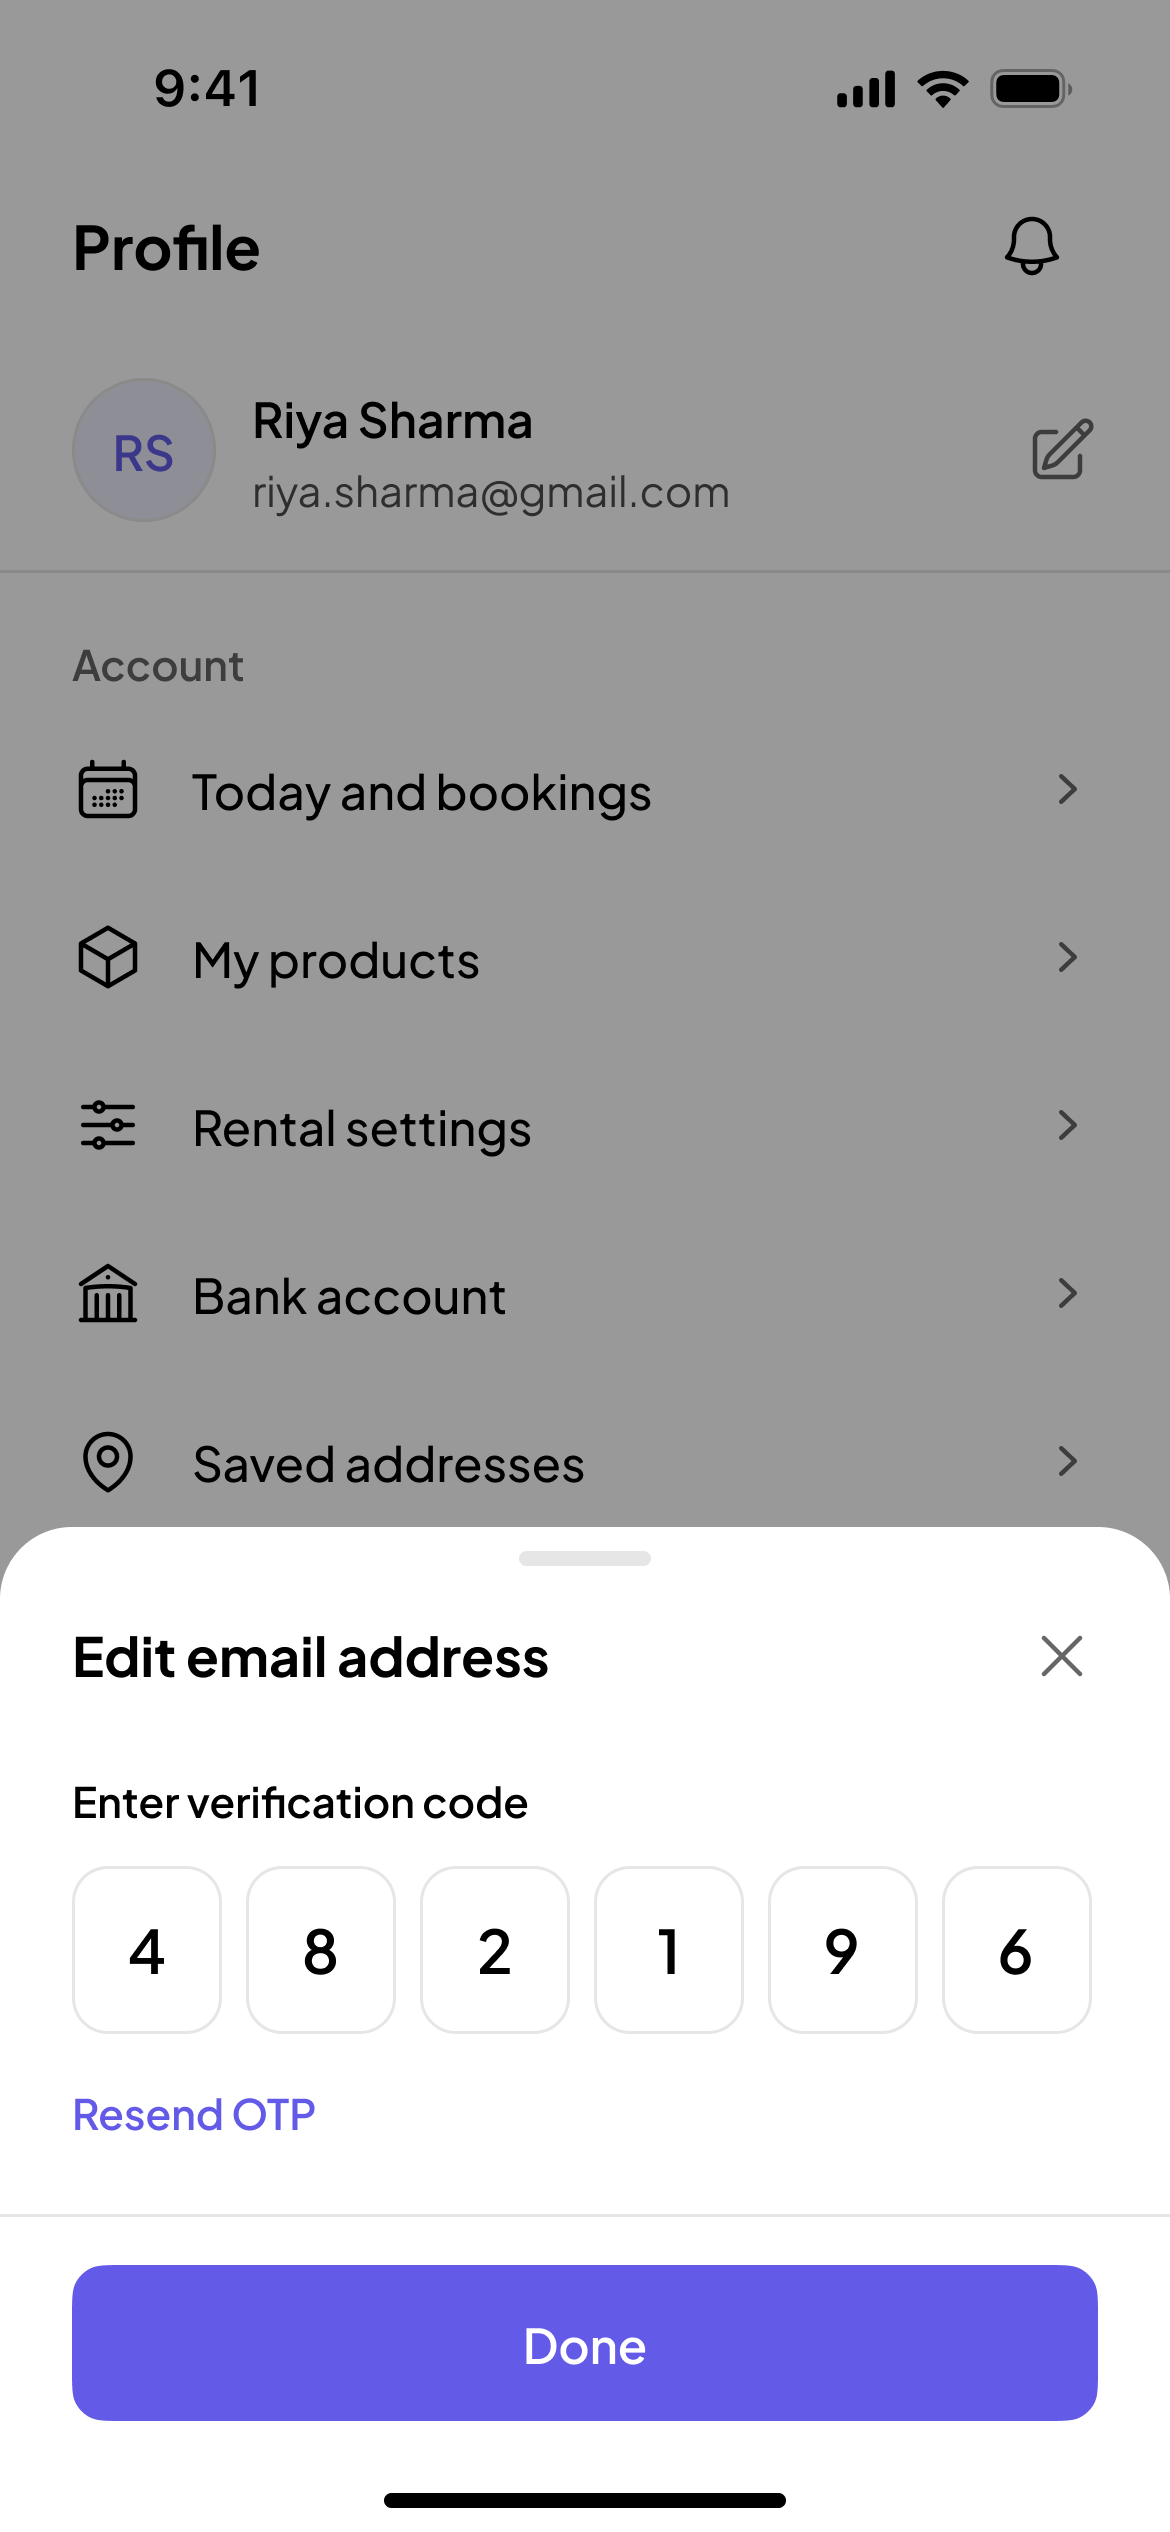 9:41
Profile
RS
Riya Sharma
riya.sharma@gmail.com
Account
Today and bookings
My products
Rental settings
Bank account
Saved addresses
Edit email address
Enter verification code
4 8 2 1 9 6
Resend OTP
Done